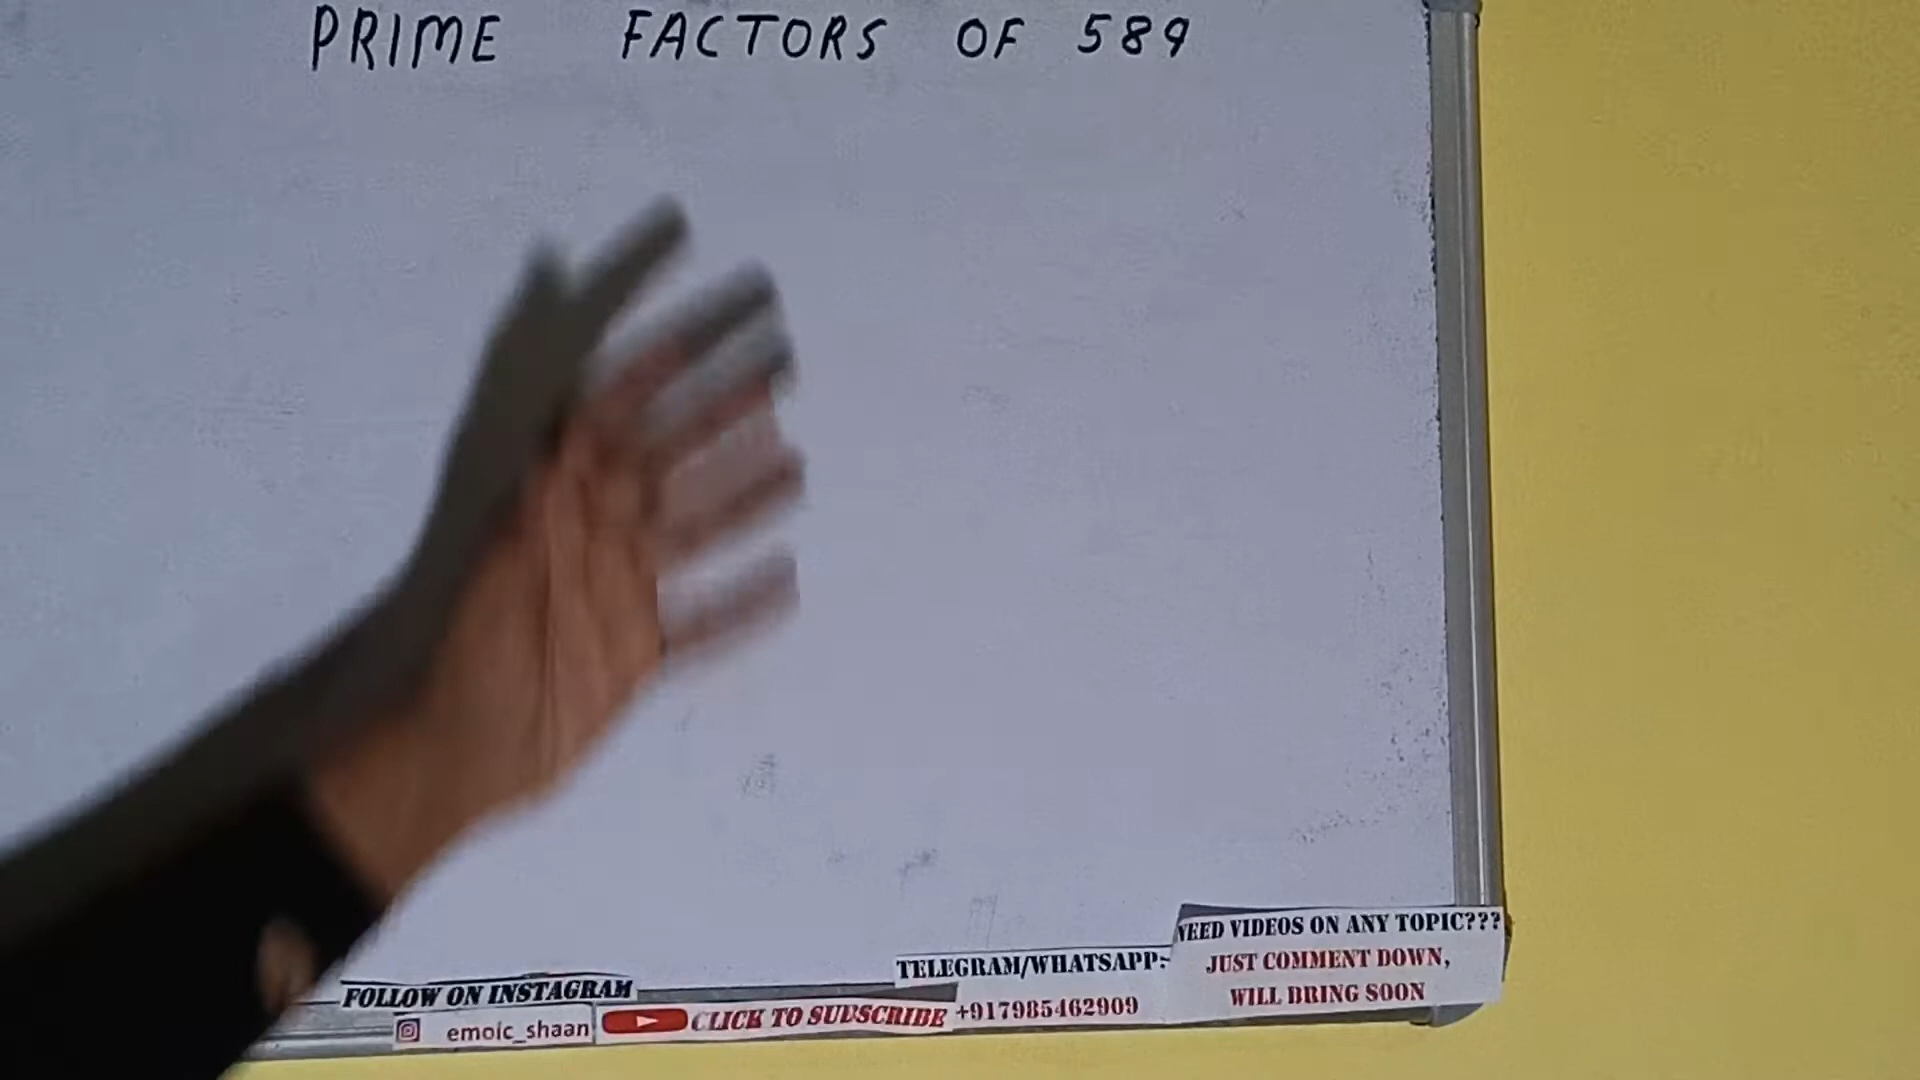 PRIME FACTORS OF 589
NEED VIDEOS ON ANY TOPIC???
JUST COMMENT DOWN,
WILL BRING SOON
TELEGRAM/WHATSAPP:-
+917985462909
FOLLOW ON INSTAGRAM
emoic_shaan
CLICK TO SUBSCRIBE